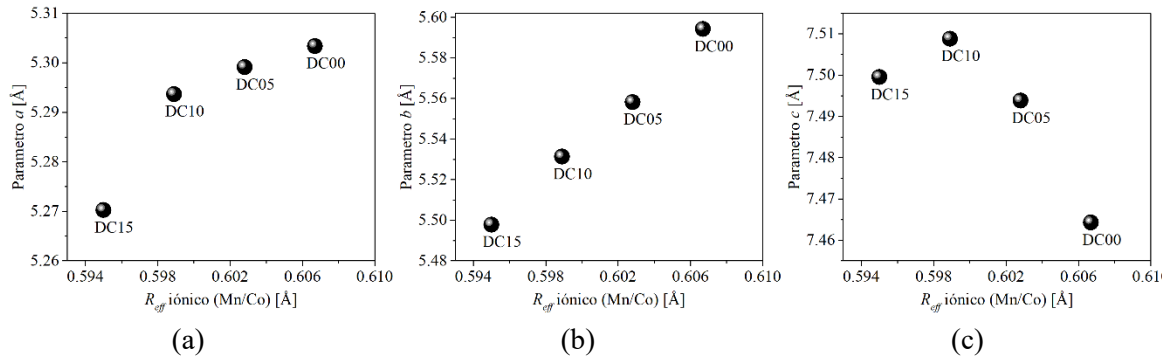 5.31
5.30
5.29
5.28
5.27
5.26
Parametro a [Å]
DC00
DC05
DC10
DC15
0.594 0.598 0.602 0.606 0.610
R_eff iónico (Mn/Co) [Å]
(a)
5.60
5.58
5.56
5.54
5.52
5.50
5.48
Parametro b [Å]
DC00
DC05
DC10
DC15
0.594 0.598 0.602 0.606 0.610
R_eff iónico (Mn/Co) [Å]
(b)
7.51
7.50
7.49
7.48
7.47
7.46
Parametro c [Å]
DC10
DC15
DC05
DC00
0.594 0.598 0.602 0.606 0.610
R_eff iónico (Mn/Co) [Å]
(c)